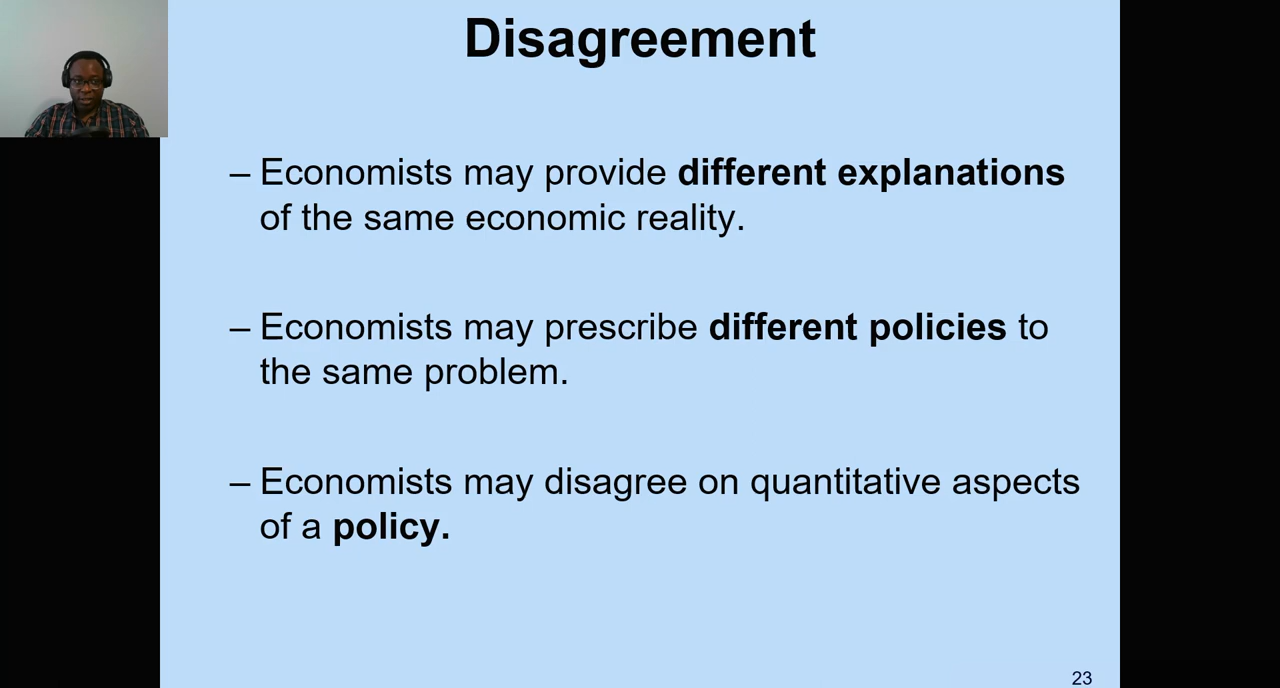 Disagreement
– Economists may provide different explanations
of the same economic reality.
– Economists may prescribe different policies to
the same problem.
– Economists may disagree on quantitative aspects
of a policy.
23